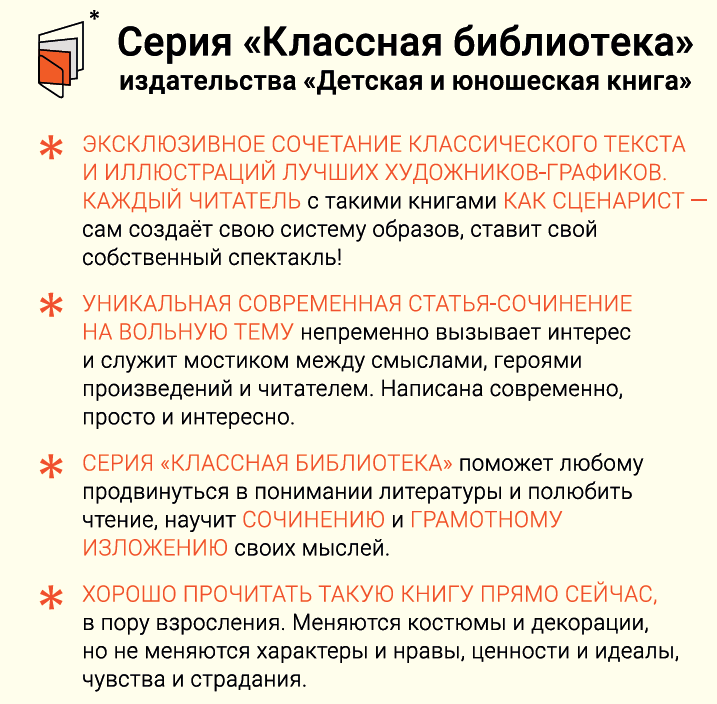 *
Серия «Классная библиотека»
издательства «Детская и юношеская книга»
* ЭКСКЛЮЗИВНОЕ СОЧЕТАНИЕ КЛАССИЧЕСКОГО ТЕКСТА
И ИЛЛЮСТРАЦИЙ ЛУЧШИХ ХУДОЖНИКОВ-ГРАФИКОВ.
КАЖДЫЙ ЧИТАТЕЛЬ с такими книгами КАК СЦЕНАРИСТ —
сам создаёт свою систему образов, ставит свой
собственный спектакль!
* УНИКАЛЬНАЯ СОВРЕМЕННАЯ СТАТЬЯ-СОЧИНЕНИЕ
НА ВОЛЬНУЮ ТЕМУ непременно вызывает интерес
и служит мостиком между смыслами, героями
произведений и читателем. Написана современно,
просто и интересно.
* СЕРИЯ «КЛАССНАЯ БИБЛИОТЕКА» поможет любому
продвинуться в понимании литературы и полюбить
чтение, научит СОЧИНЕНИЮ и ГРАМОТНОМУ
ИЗЛОЖЕНИЮ своих мыслей.
* ХОРОШО ПРОЧИТАТЬ ТАКУЮ КНИГУ ПРЯМО СЕЙЧАС,
в пору взросления. Меняются костюмы и декорации,
но не меняются характеры и нравы, ценности и идеалы,
чувства и страдания.